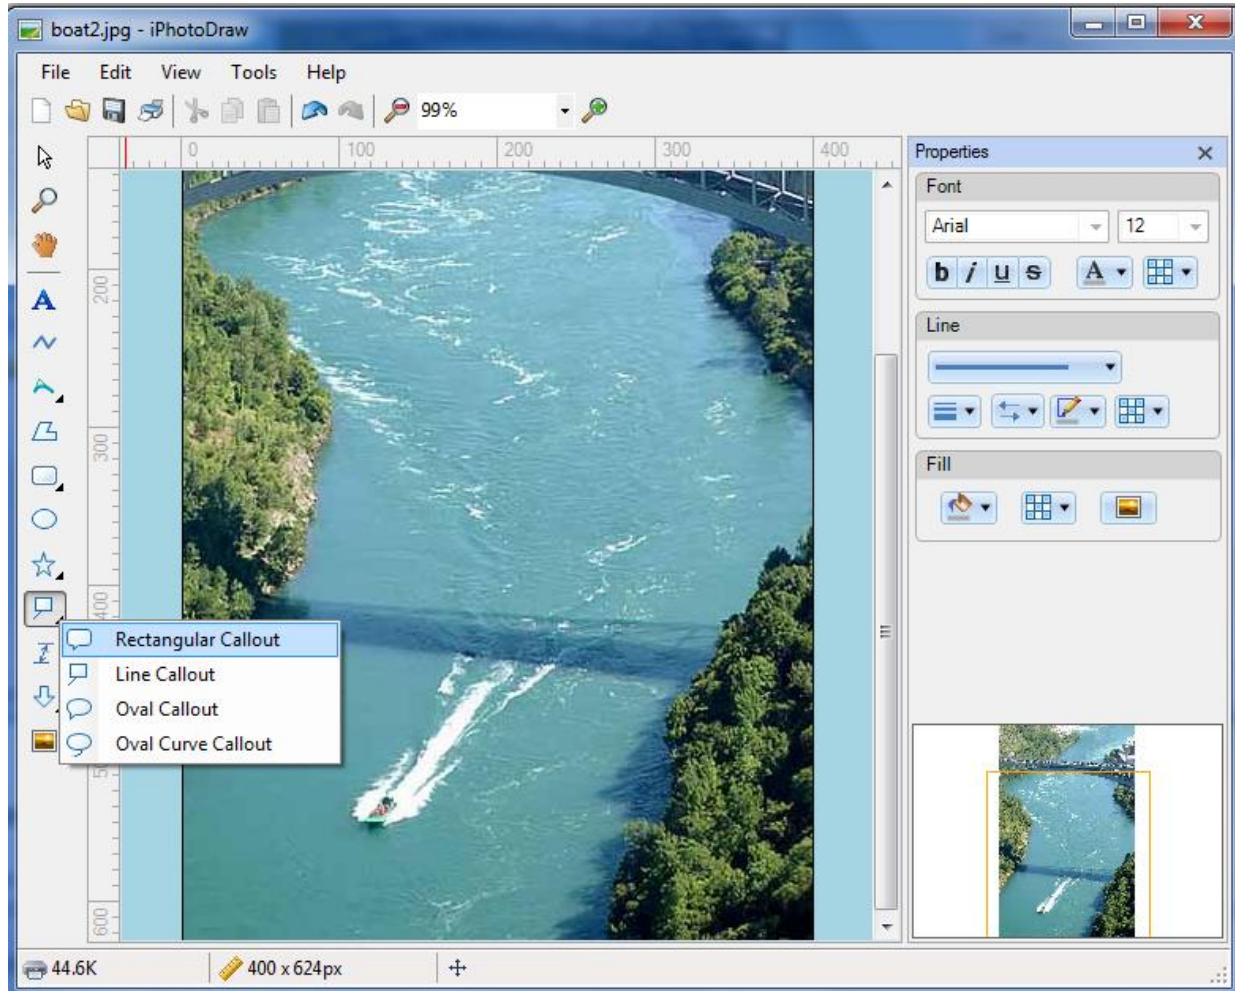 boat2.jpg - iPhotoDraw
File Edit View Tools Help
99%
0 100 200 300 400
200
300
400
50
600
Rectangular Callout
Line Callout
Oval Callout
Oval Curve Callout
Properties
Font
Arial 12
b i u s A
Line
Fill
44.6K 400 x 624px